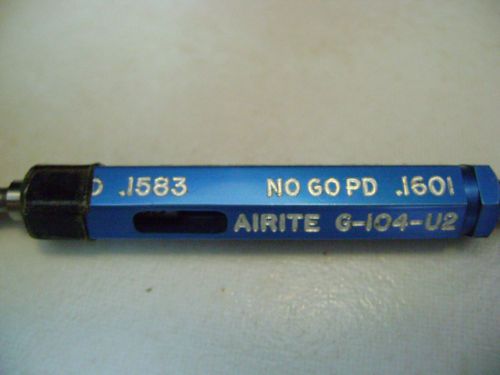 D .1583 NO GO PD .1601
AIRITE G-104-U2